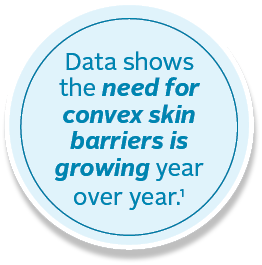 Data shows
the need for
convex skin
barriers is
growing year
over year.¹